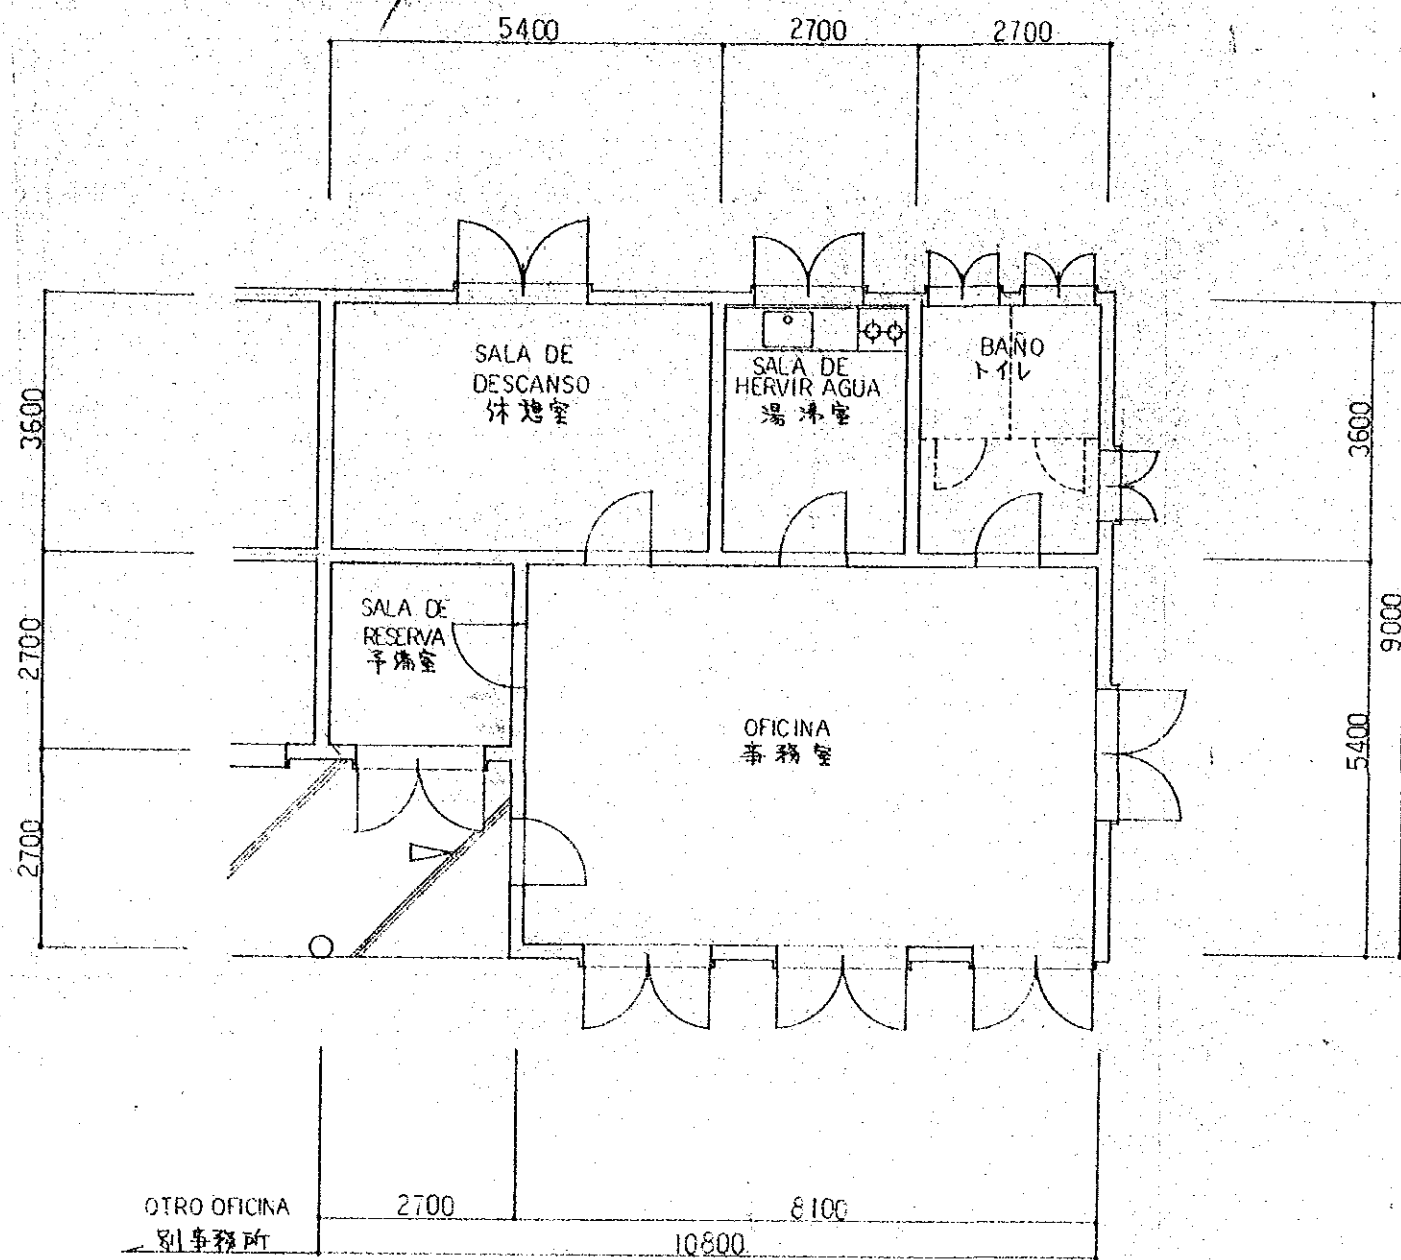 5400
2700
2700
SALA DE
DESCANSO
休憩室
SALA DE
HERVIR AGUA
湯沸室
BAÑO
トイレ
3600
3600
SALA DE
RESERVA
予備室
2700
9000
OFICINA
事務室
5400
2700
OTRO OFICINA
別事務所
2700
8100
10800